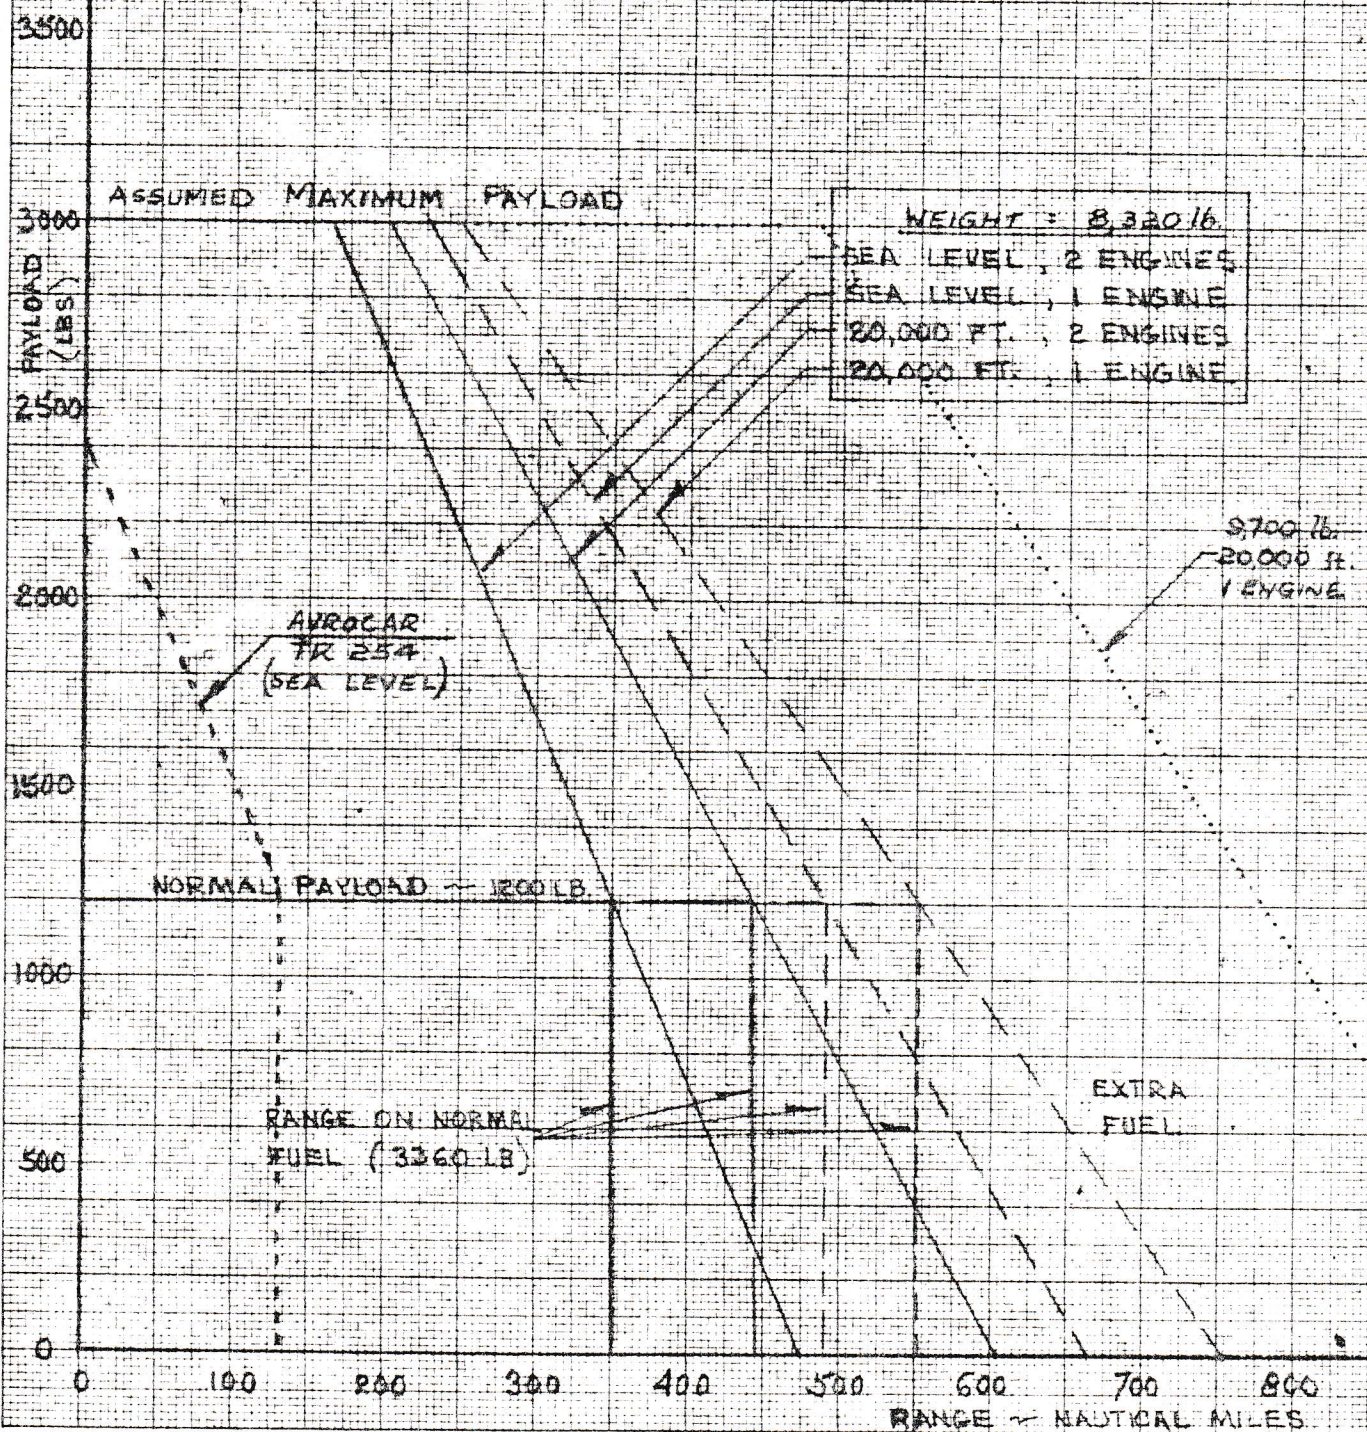 3500
ASSUMED MAXIMUM PAYLOAD
3000
PAYLOAD
(LBS)
WEIGHT = 8,330 lb.
SEA LEVEL, 2 ENGINES
SEA LEVEL, 1 ENGINE
20,000 FT., 2 ENGINES
20,000 FT., 1 ENGINE
2500
9,700 lb.
20,000 ft.
1 ENGINE
2000
AVROCAR
TR 254
(SEA LEVEL)
1500
NORMAL PAYLOAD ~ 1200 LB.
1000
EXTRA
FUEL
RANGE ON NORMAL
FUEL (3360 LB)
500
0
0 100 200 300 400 500 600 700 800
RANGE ~ NAUTICAL MILES